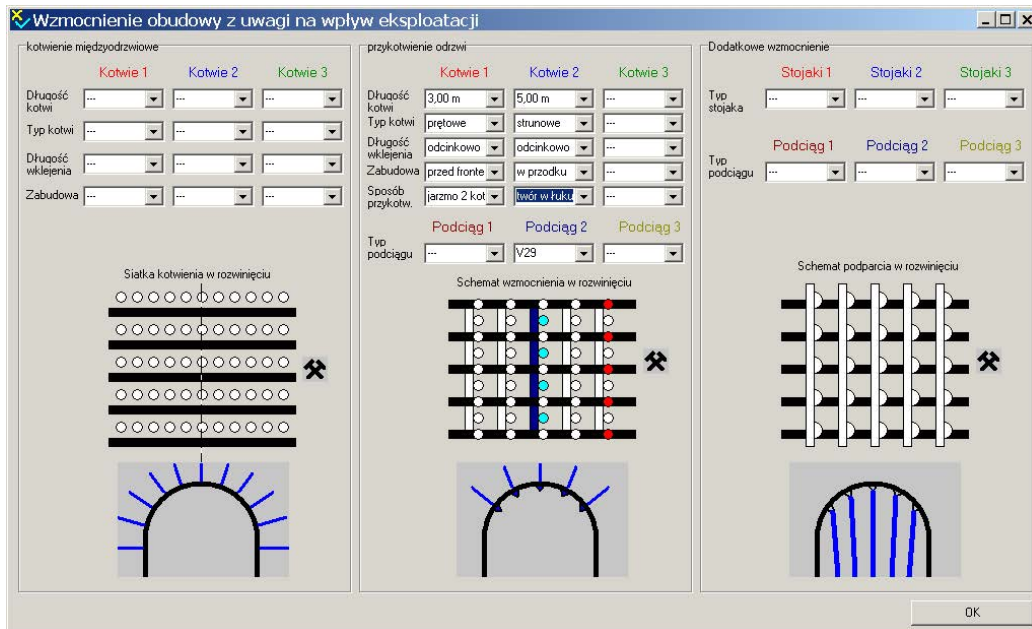 Wzmocnienie obudowy z uwagi na wpływ eksploatacji
kotwienie międzyodrzwiowe
Kotwie 1 Kotwie 2 Kotwie 3
Długość kotwi --- --- ---
Typ kotwi --- --- ---
Długość wklejenia --- --- ---
Zabudowa --- --- ---
Siatka kotwienia w rozwinięciu
przykotwienie odrzwi
Kotwie 1 Kotwie 2 Kotwie 3
Długość kotwi 3,00 m 5,00 m ---
Typ kotwi prętowe strunowe ---
Długość wklejenia odcinkowo odcinkowo ---
Zabudowa przed fronte w przodku ---
Sposób przykotw. jarzmo 2 kot twór w łuku ---
Podciąg 1 Podciąg 2 Podciąg 3
Typ podciągu --- V29 ---
Schemat wzmocnienia w rozwinięciu
Dodatkowe wzmocnienie
Stojaki 1 Stojaki 2 Stojaki 3
Typ stojaka --- --- ---
Podciąg 1 Podciąg 2 Podciąg 3
Typ podciągu --- --- ---
Schemat podparcia w rozwinięciu
OK